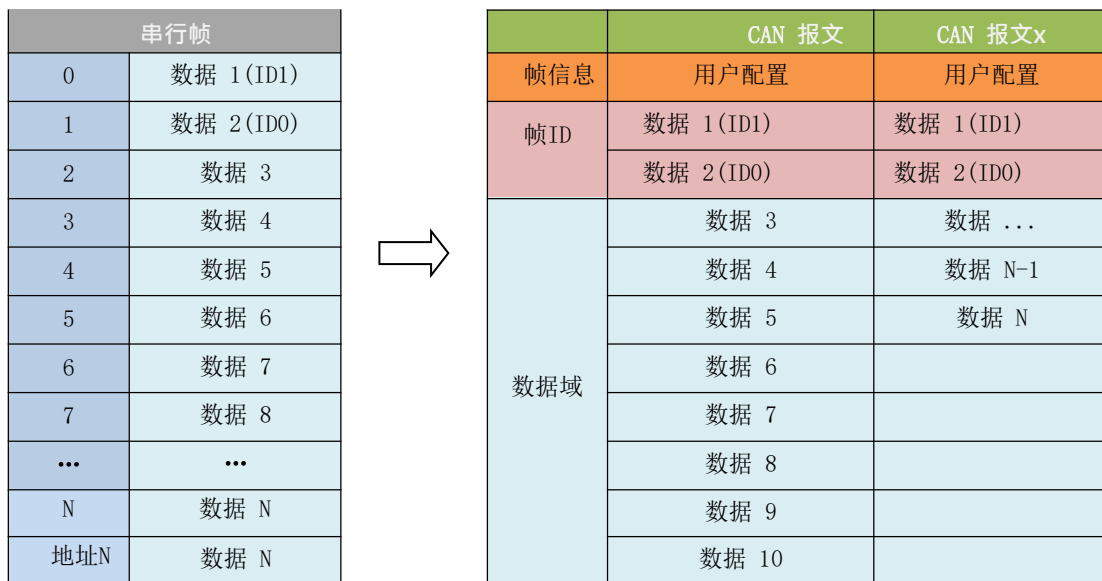 串行帧
0 数据 1(ID1)
1 数据 2(ID0)
2 数据 3
3 数据 4
4 数据 5
5 数据 6
6 数据 7
7 数据 8
… …
N 数据 N
地址N 数据 N
CAN 报文 CAN 报文x
帧信息 用户配置 用户配置
帧ID 数据 1(ID1) 数据 1(ID1)
数据 2(ID0) 数据 2(ID0)
数据域 数据 3 数据 ...
数据 4 数据 N-1
数据 5 数据 N
数据 6
数据 7
数据 8
数据 9
数据 10